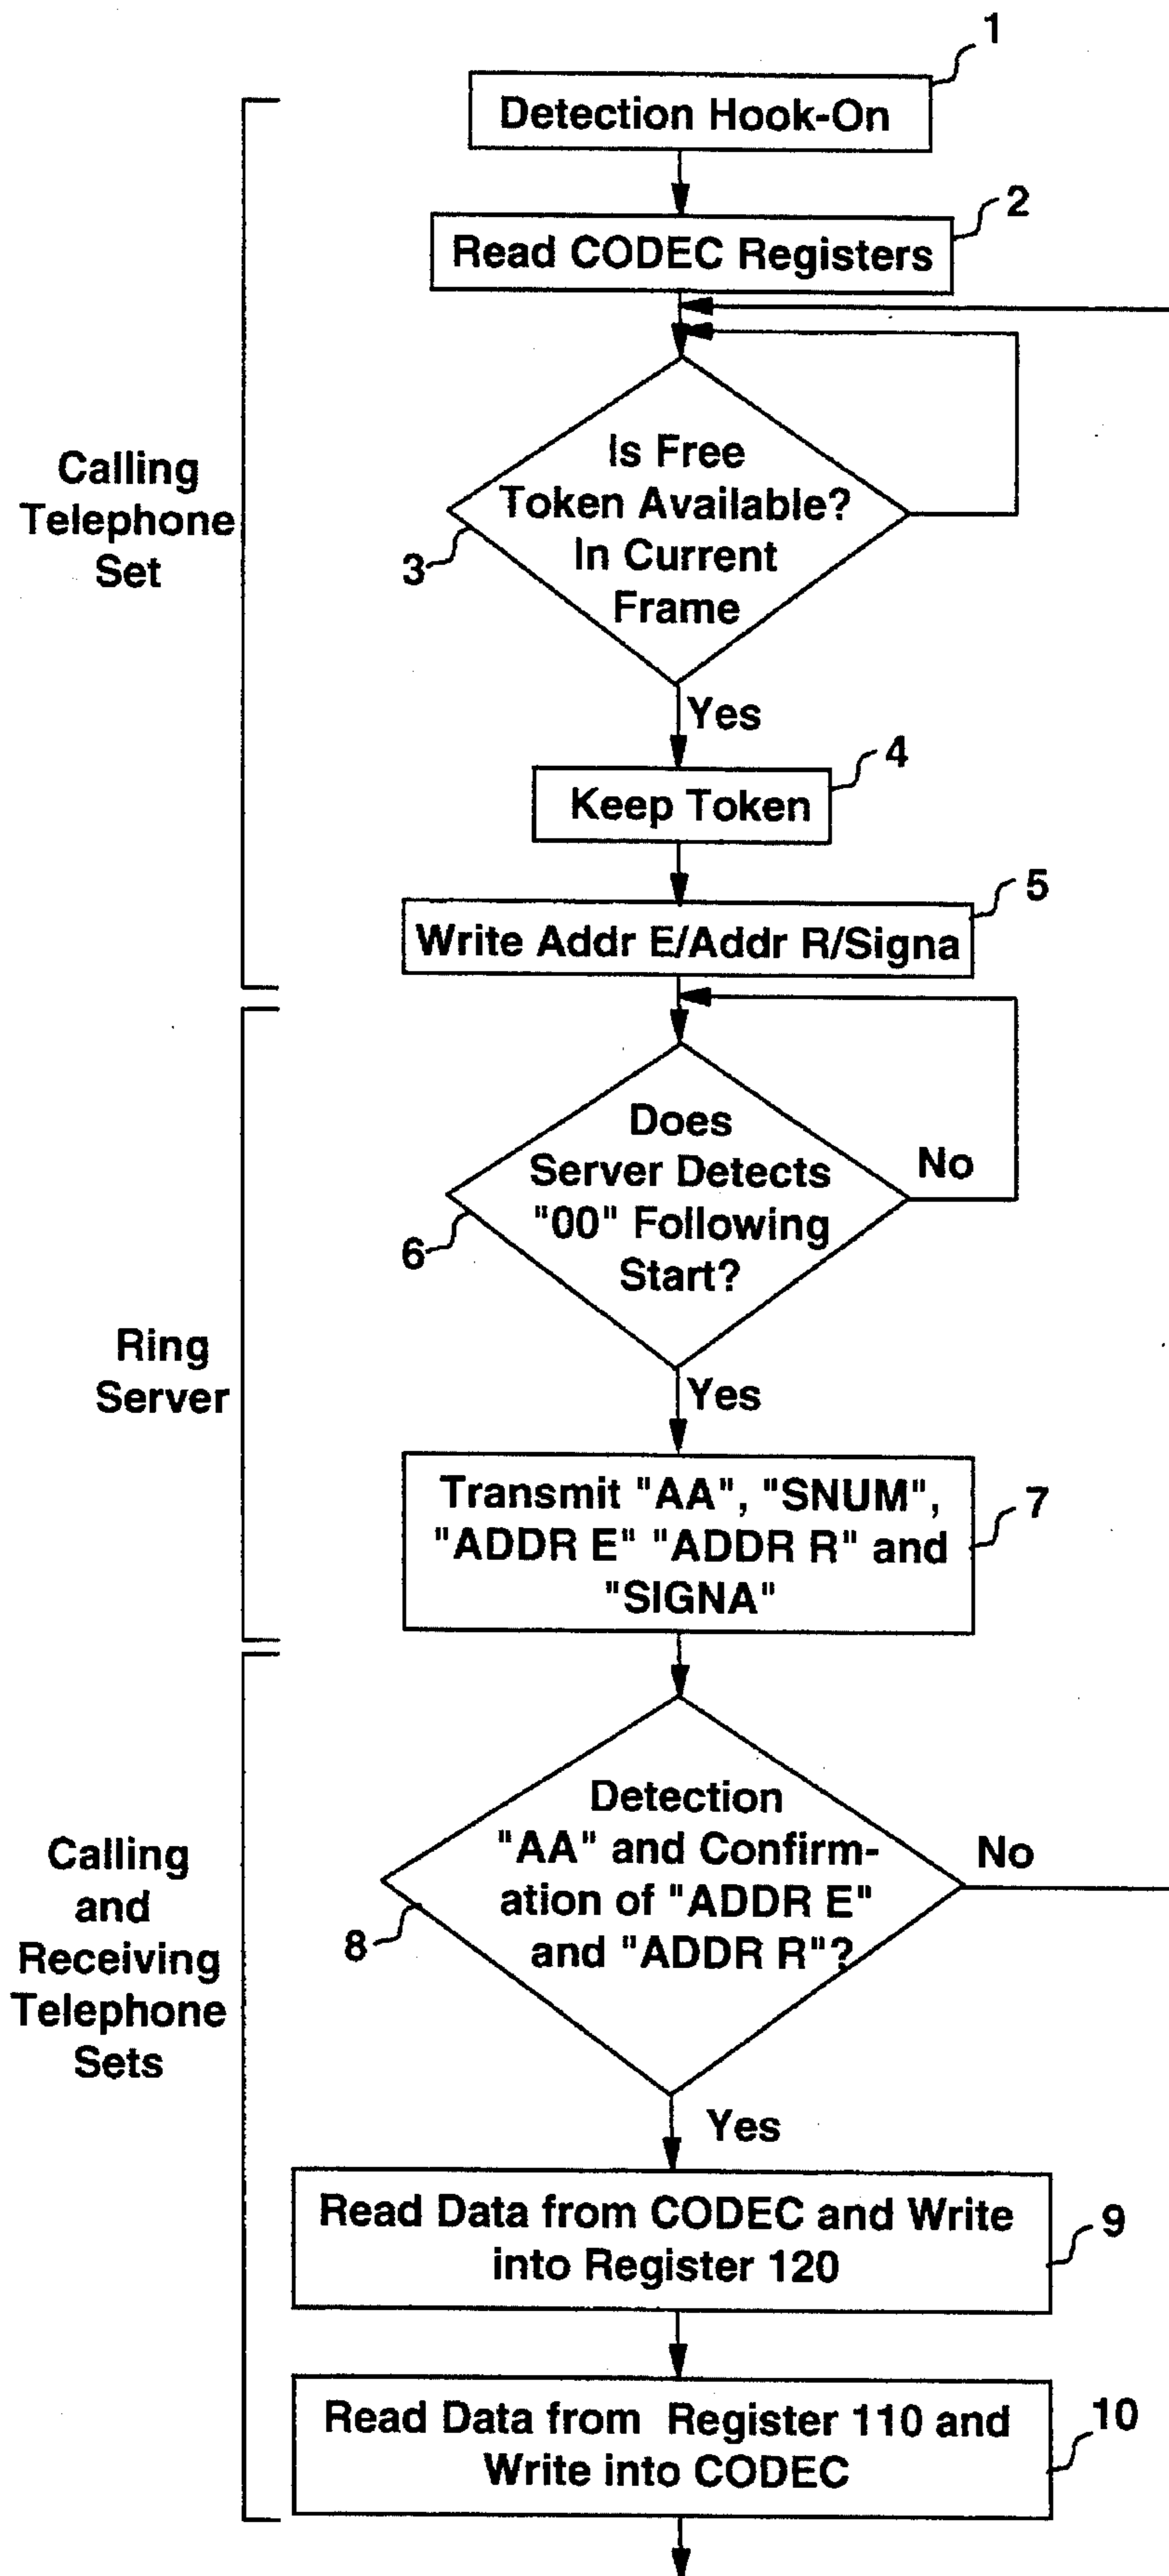 1
Detection Hook-On
2
Read CODEC Registers
Calling
Telephone
Set
Is Free
Token Available?
In Current
Frame
3
Yes
4
Keep Token
5
Write Addr E/Addr R/Signa
Ring
Server
Does
Server Detects
"00" Following
Start?
No
6
Yes
Transmit "AA", "SNUM",
"ADDR E" "ADDR R" and
"SIGNA"
7
Calling
and
Receiving
Telephone
Sets
Detection
"AA" and Confirm-
ation of "ADDR E"
and "ADDR R"?
No
8
Yes
Read Data from CODEC and Write
into Register 120
9
Read Data from Register 110 and
Write into CODEC
10